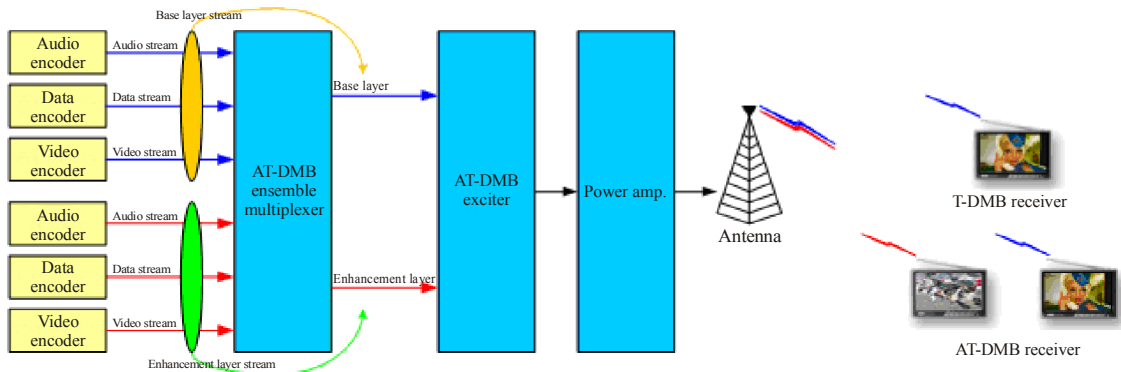 Base layer stream
Audio
encoder
Audio stream
Data
encoder
Data stream
Video
encoder
Video stream
Audio
encoder
Audio stream
Data
encoder
Data stream
Video
encoder
Video stream
Enhancement layer stream
AT-DMB
ensemble
multiplexer
Base layer
Enhancement layer
AT-DMB
exciter
Power amp.
Antenna
T-DMB receiver
AT-DMB receiver